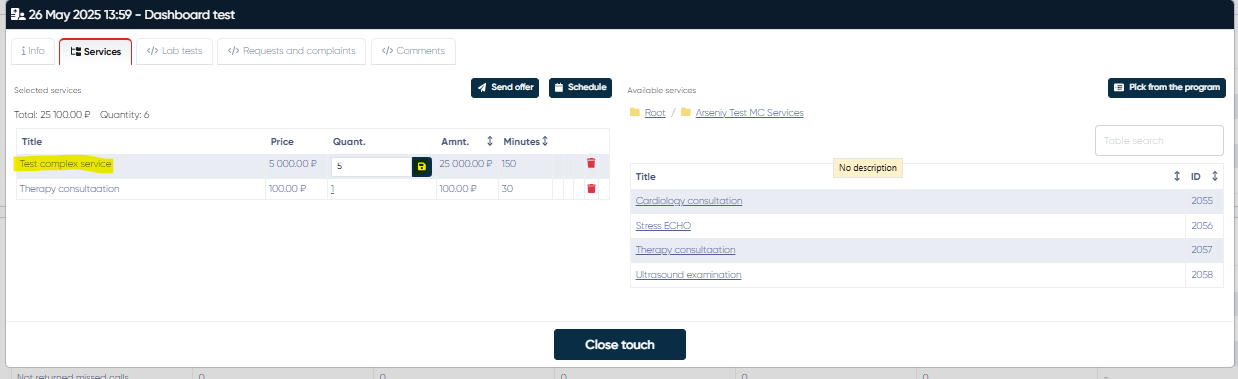 26 May 2025 13:59 - Dashboard test
i Info
Services
</> Lab tests
</> Requests and complaints
</> Comments
Selected services
Send offer
Schedule
Total: 25 100.00 ₽ Quantity: 6
Title Price Quant. Amnt. Minutes
Test complex service 5 000.00 ₽ 5 25 000.00 ₽ 150
Therapy consultaation 100.00 ₽ 1 100.00 ₽ 30
Available services
Pick from the program
Root / Arseniy Test MC Services
Table search
No description
Title ID
Cardiology consultation 2055
Stress ECHO 2056
Therapy consultaation 2057
Ultrasound examination 2058
Close touch
Not returned missed calls 0 0 0 0 0 -